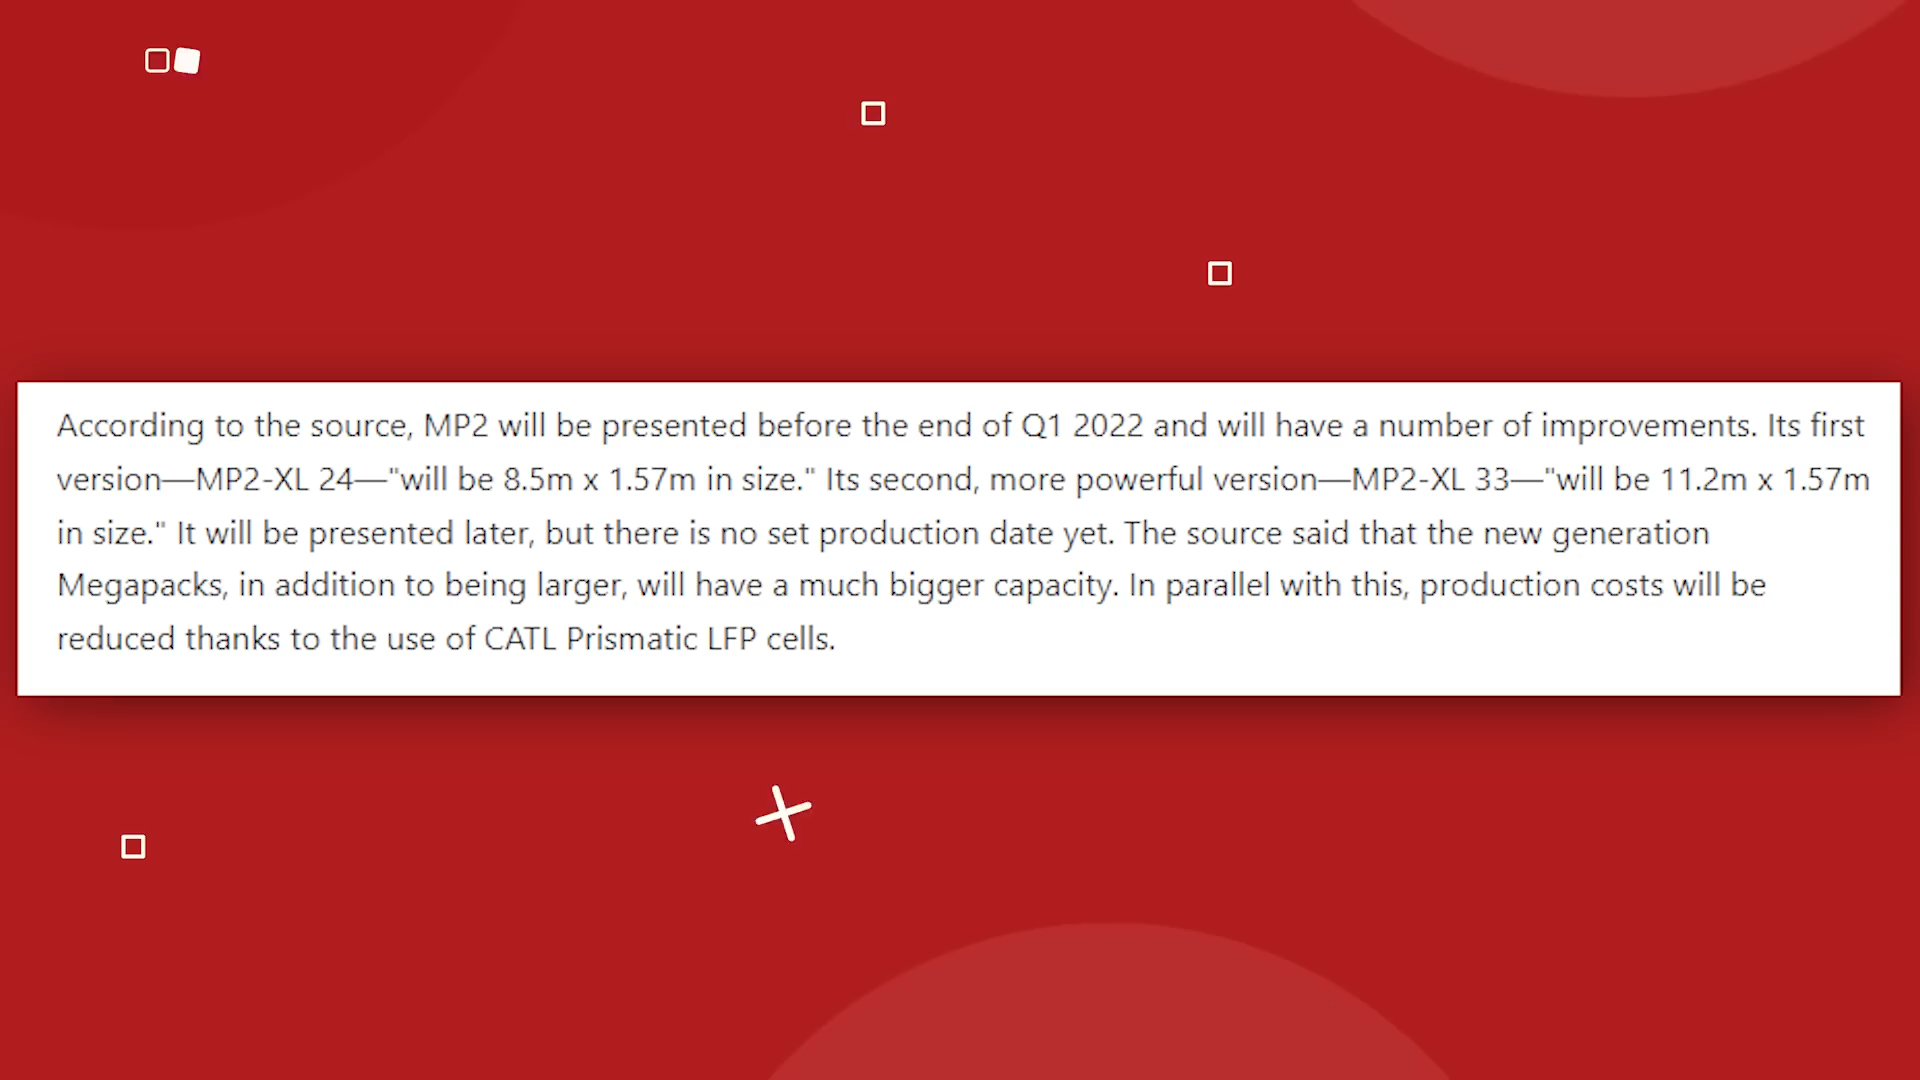 According to the source, MP2 will be presented before the end of Q1 2022 and will have a number of improvements. Its first
version—MP2-XL 24—"will be 8.5m x 1.57m in size." Its second, more powerful version—MP2-XL 33—"will be 11.2m x 1.57m
in size." It will be presented later, but there is no set production date yet. The source said that the new generation
Megapacks, in addition to being larger, will have a much bigger capacity. In parallel with this, production costs will be
reduced thanks to the use of CATL Prismatic LFP cells.